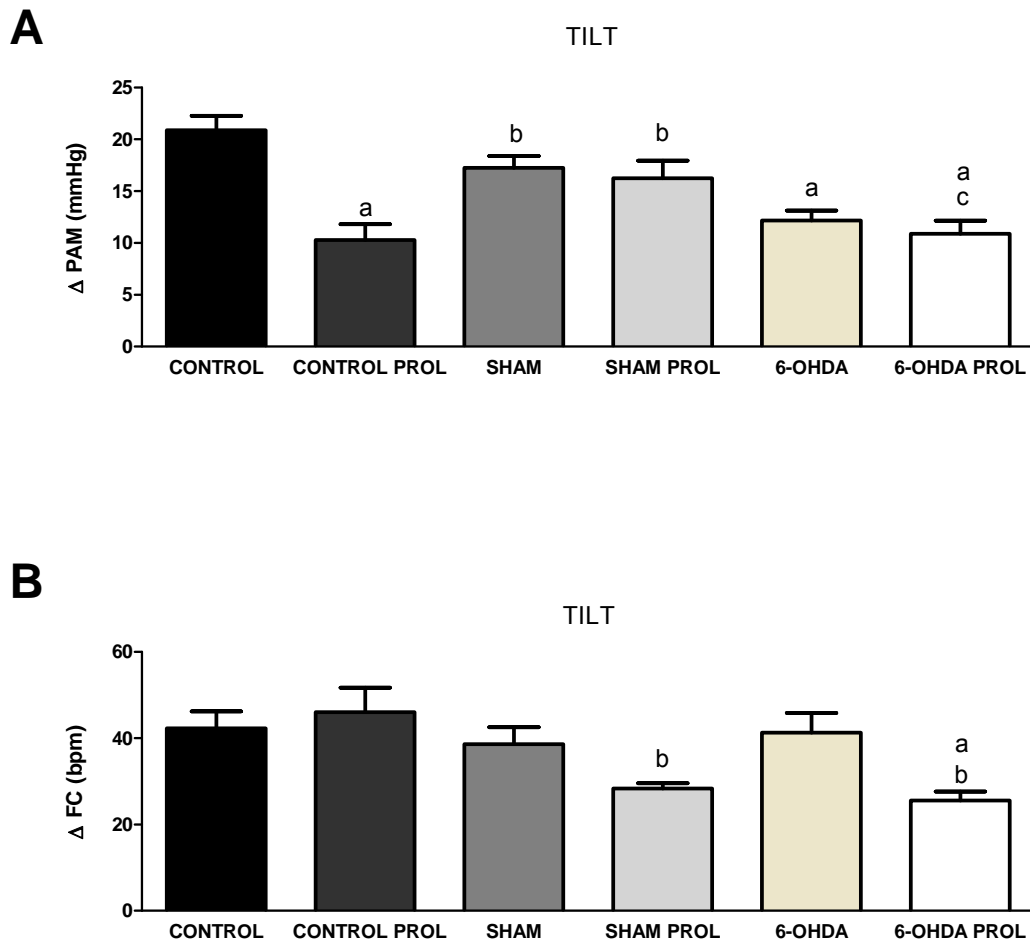 A
TILT
Δ PAM (mmHg)
25
20
15
10
5
0
a
b
b
a
a
c
CONTROL CONTROL PROL SHAM SHAM PROL 6-OHDA 6-OHDA PROL
B
TILT
Δ FC (bpm)
60
40
20
0
b
a
b
CONTROL CONTROL PROL SHAM SHAM PROL 6-OHDA 6-OHDA PROL